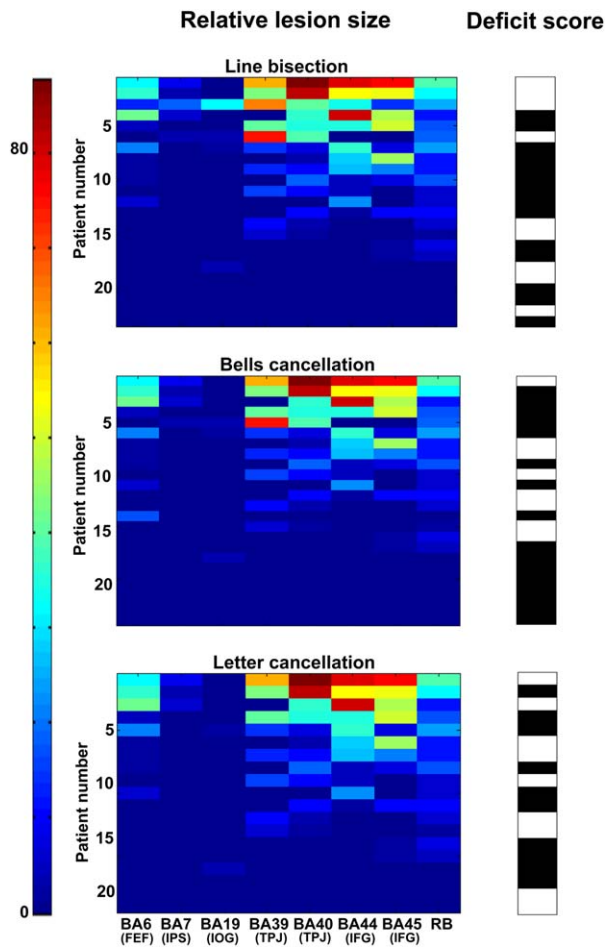 Relative lesion size Deficit score
Line bisection
80
0
Patient number
5
10
15
20
Bells cancellation
Patient number
5
10
15
20
Letter cancellation
Patient number
5
10
15
20
BA6 BA7 BA19 BA39 BA40 BA44 BA45 RB
(FEF) (IPS) (IOG) (TPJ) (TPJ) (IFG) (IFG)